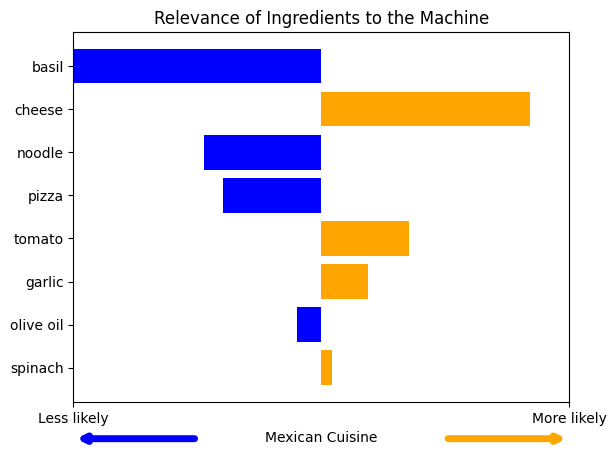 Relevance of Ingredients to the Machine
basil
cheese
noodle
pizza
tomato
garlic
olive oil
spinach
Less likely
More likely
Mexican Cuisine